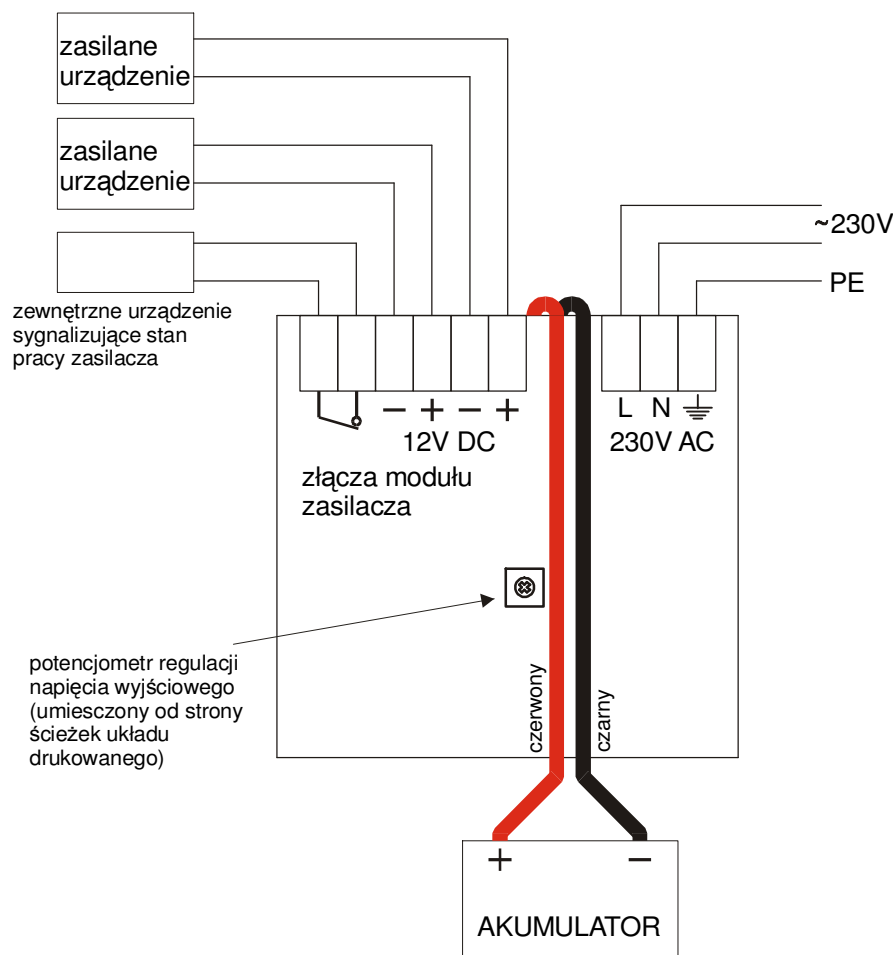 zasilane
urządzenie
zasilane
urządzenie
zewnętrzne urządzenie
sygnalizujące stan
pracy zasilacza
~230V
PE
− + − +
12V DC
L N
230V AC
złącza modułu
zasilacza
potencjometr regulacji
napięcia wyjściowego
(umiesczony od strony
ścieżek układu
drukowanego)
czerwony
czarny
+ −
AKUMULATOR